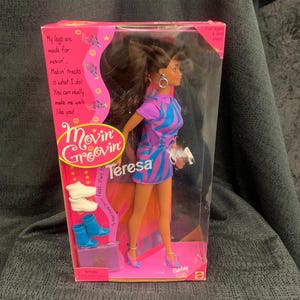 My legs are
made for
movin'...
Makin' tracks
is what I do!
You can really
make me walk
like you!
Movin'
Groovin'
Teresa
Barbie